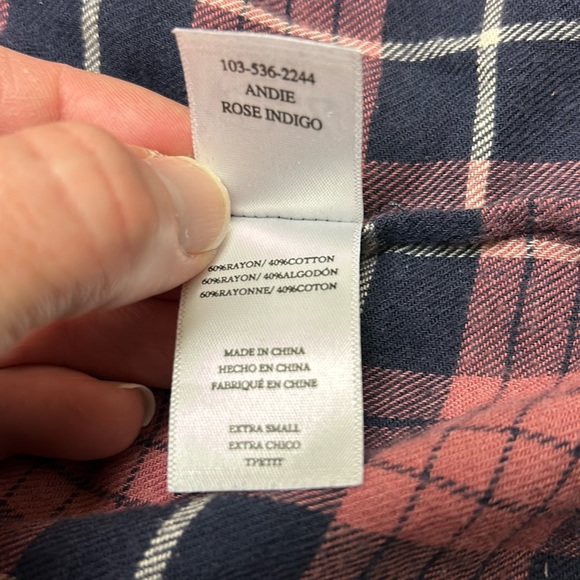 103-536-2244
ANDIE
ROSE INDIGO
60%RAYON/ 40%COTTON
60%RAYON/ 40%ALGODÓN
60%RAYONNE/ 40%COTON
MADE IN CHINA
HECHO EN CHINA
FABRIQUÉ EN CHINE
EXTRA SMALL
EXTRA CHICO
TPETIT